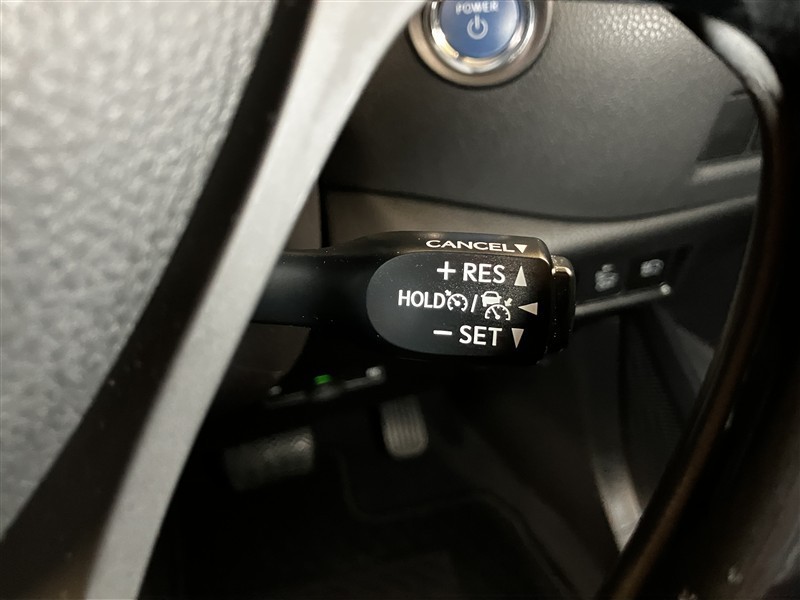 POWER
CANCEL▼
+ RES ▲
HOLD / ◀
− SET ▼